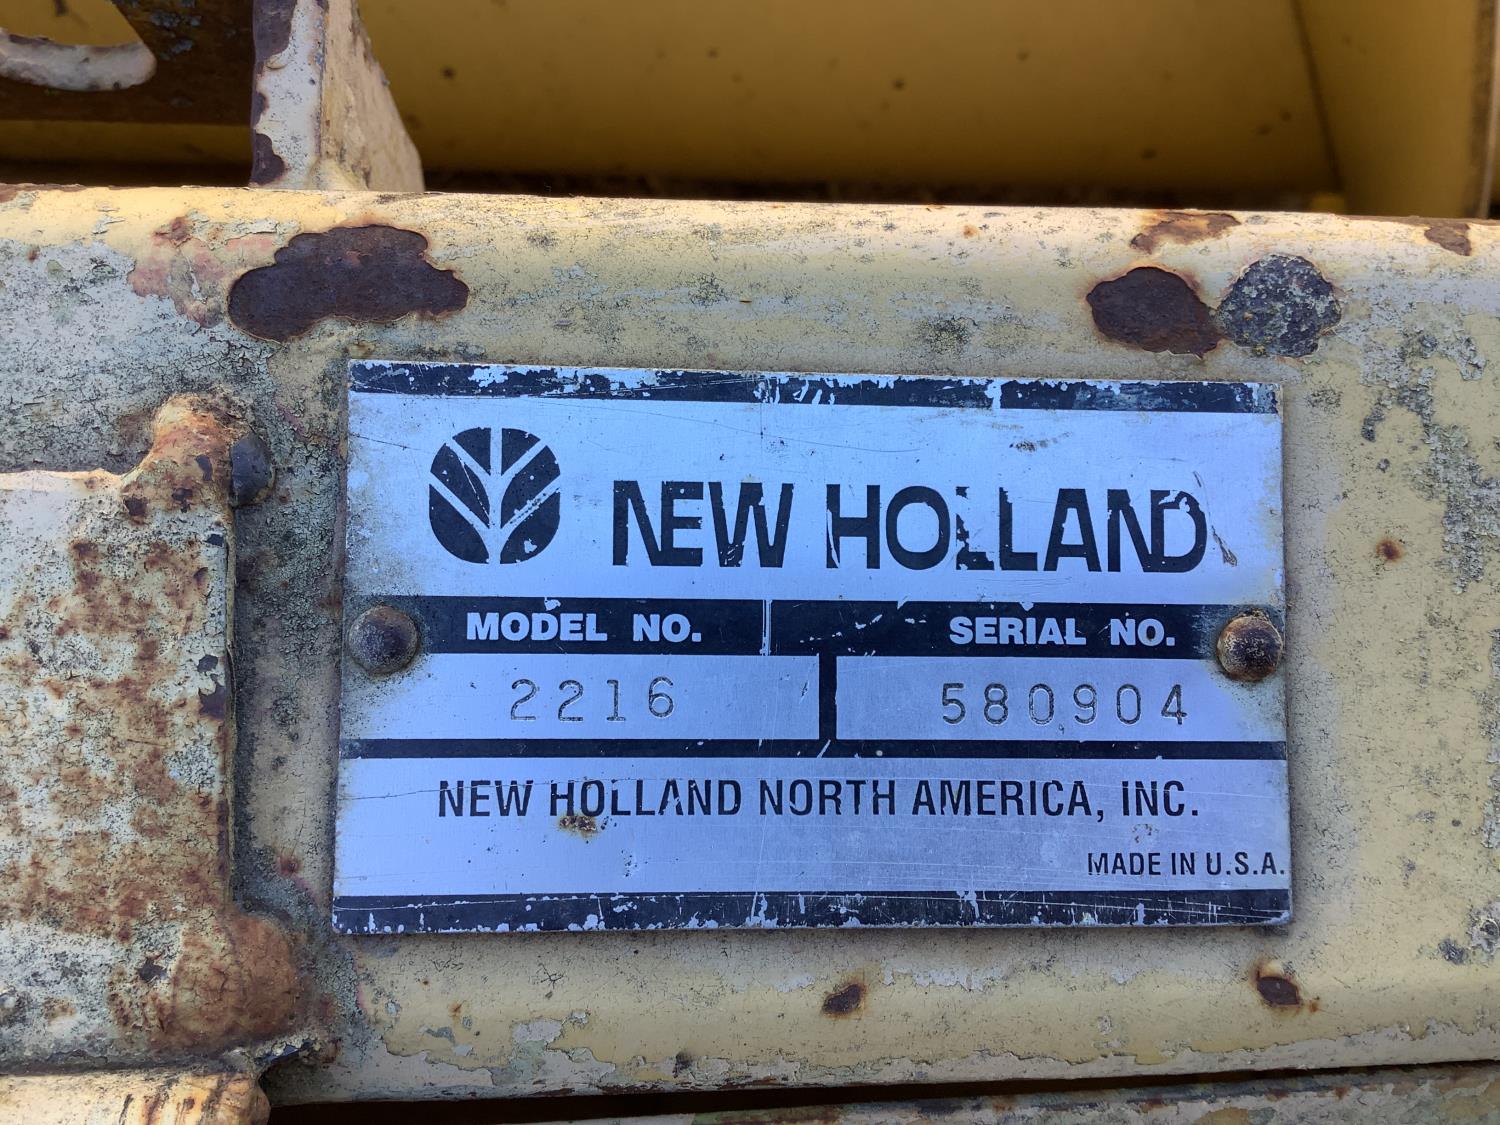 NEW HOLLAND
MODEL NO. SERIAL NO.
2216 580904
NEW HOLLAND NORTH AMERICA, INC.
MADE IN U.S.A.